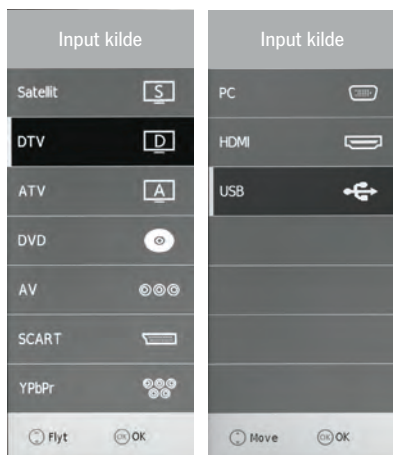 Input kilde
Satellit
S
DTV
D
ATV
A
DVD
AV
SCART
YPbPr
Flyt OK OK
Input kilde
PC
HDMI
USB
Move OK OK